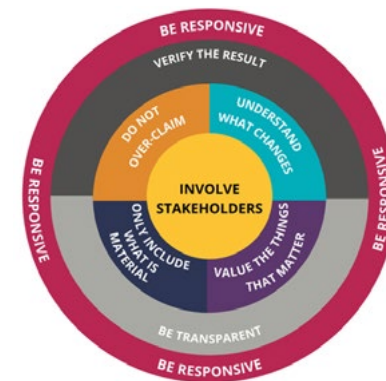 BE RESPONSIVE
VERIFY THE RESULT
DO NOT
OVER-CLAIM
UNDERSTAND
WHAT CHANGES
BE RESPONSIVE
INVOLVE
STAKEHOLDERS
BE RESPONSIVE
ONLY INCLUDE
WHAT IS
MATERIAL
VALUE THE THINGS
THAT MATTER
BE TRANSPARENT
BE RESPONSIVE